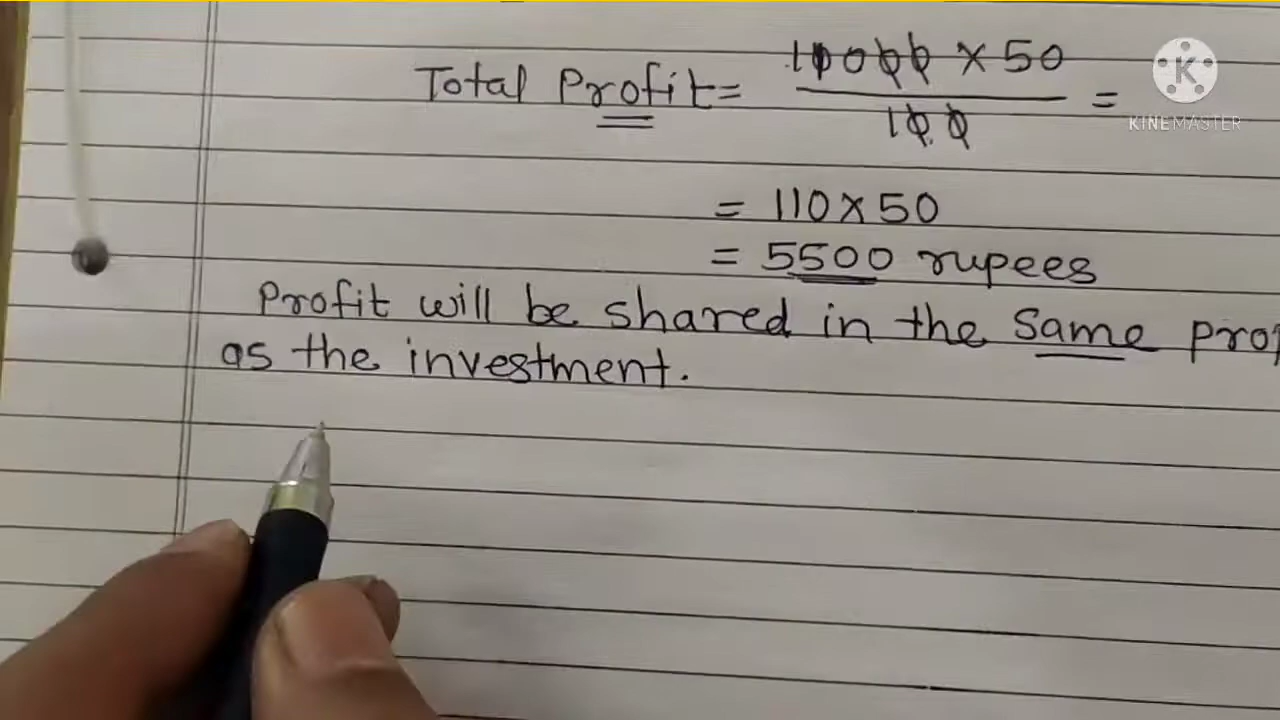 Total Profit = 11000 × 50 =
100
= 110 × 50
= 5500 rupees
Profit will be shared in the same
as the investment.
KINEMASTER